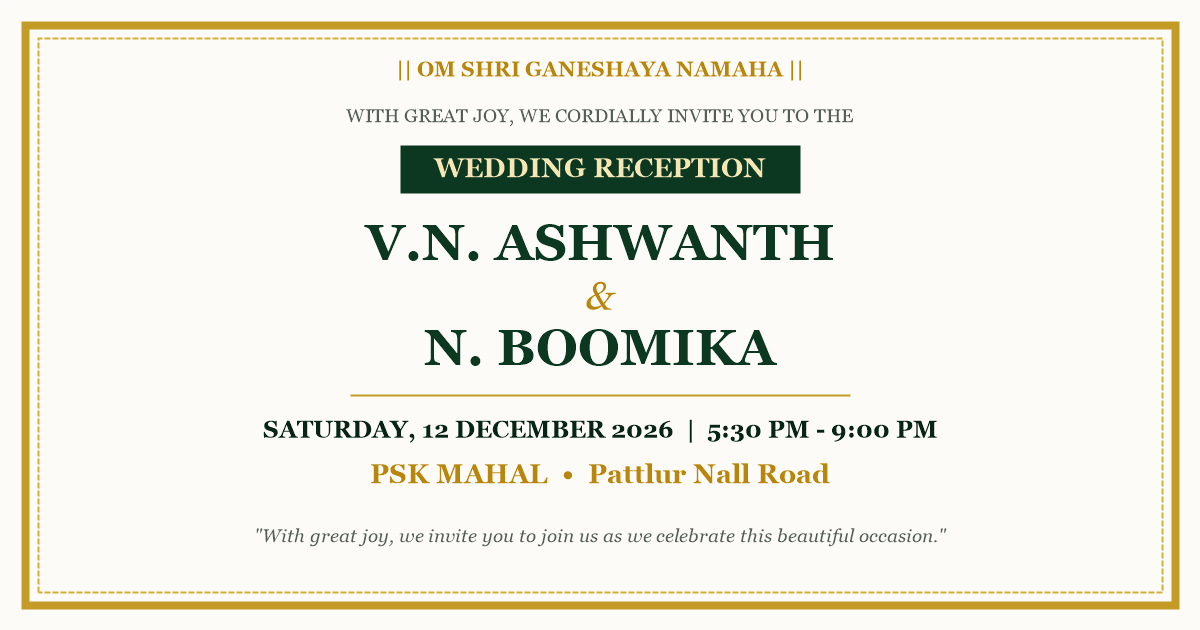 || OM SHRI GANESHAYA NAMAHA ||
WITH GREAT JOY, WE CORDIALLY INVITE YOU TO THE
WEDDING RECEPTION
V.N. ASHWANTH
&
N. BOOMIKA
SATURDAY, 12 DECEMBER 2026 | 5:30 PM - 9:00 PM
PSK MAHAL • Pattlur Nall Road
"With great joy, we invite you to join us as we celebrate this beautiful occasion."